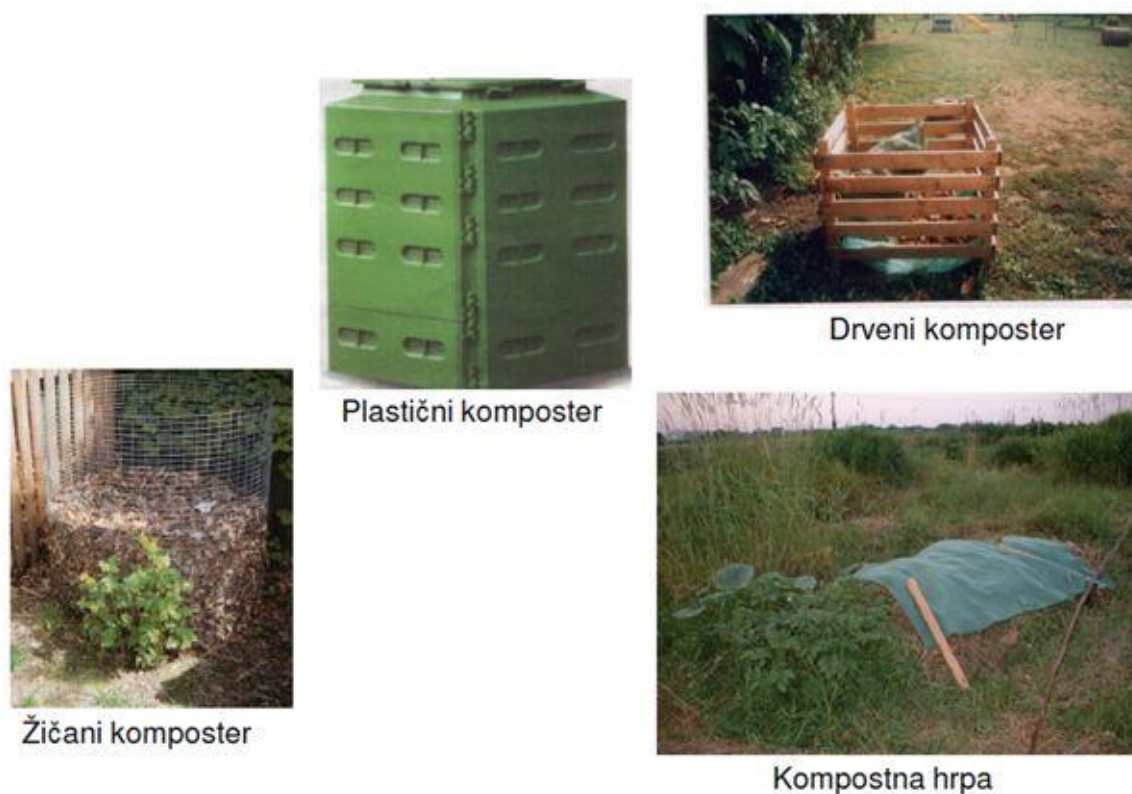 Drveni komposter
Plastični komposter
Žičani komposter
Kompostna hrpa